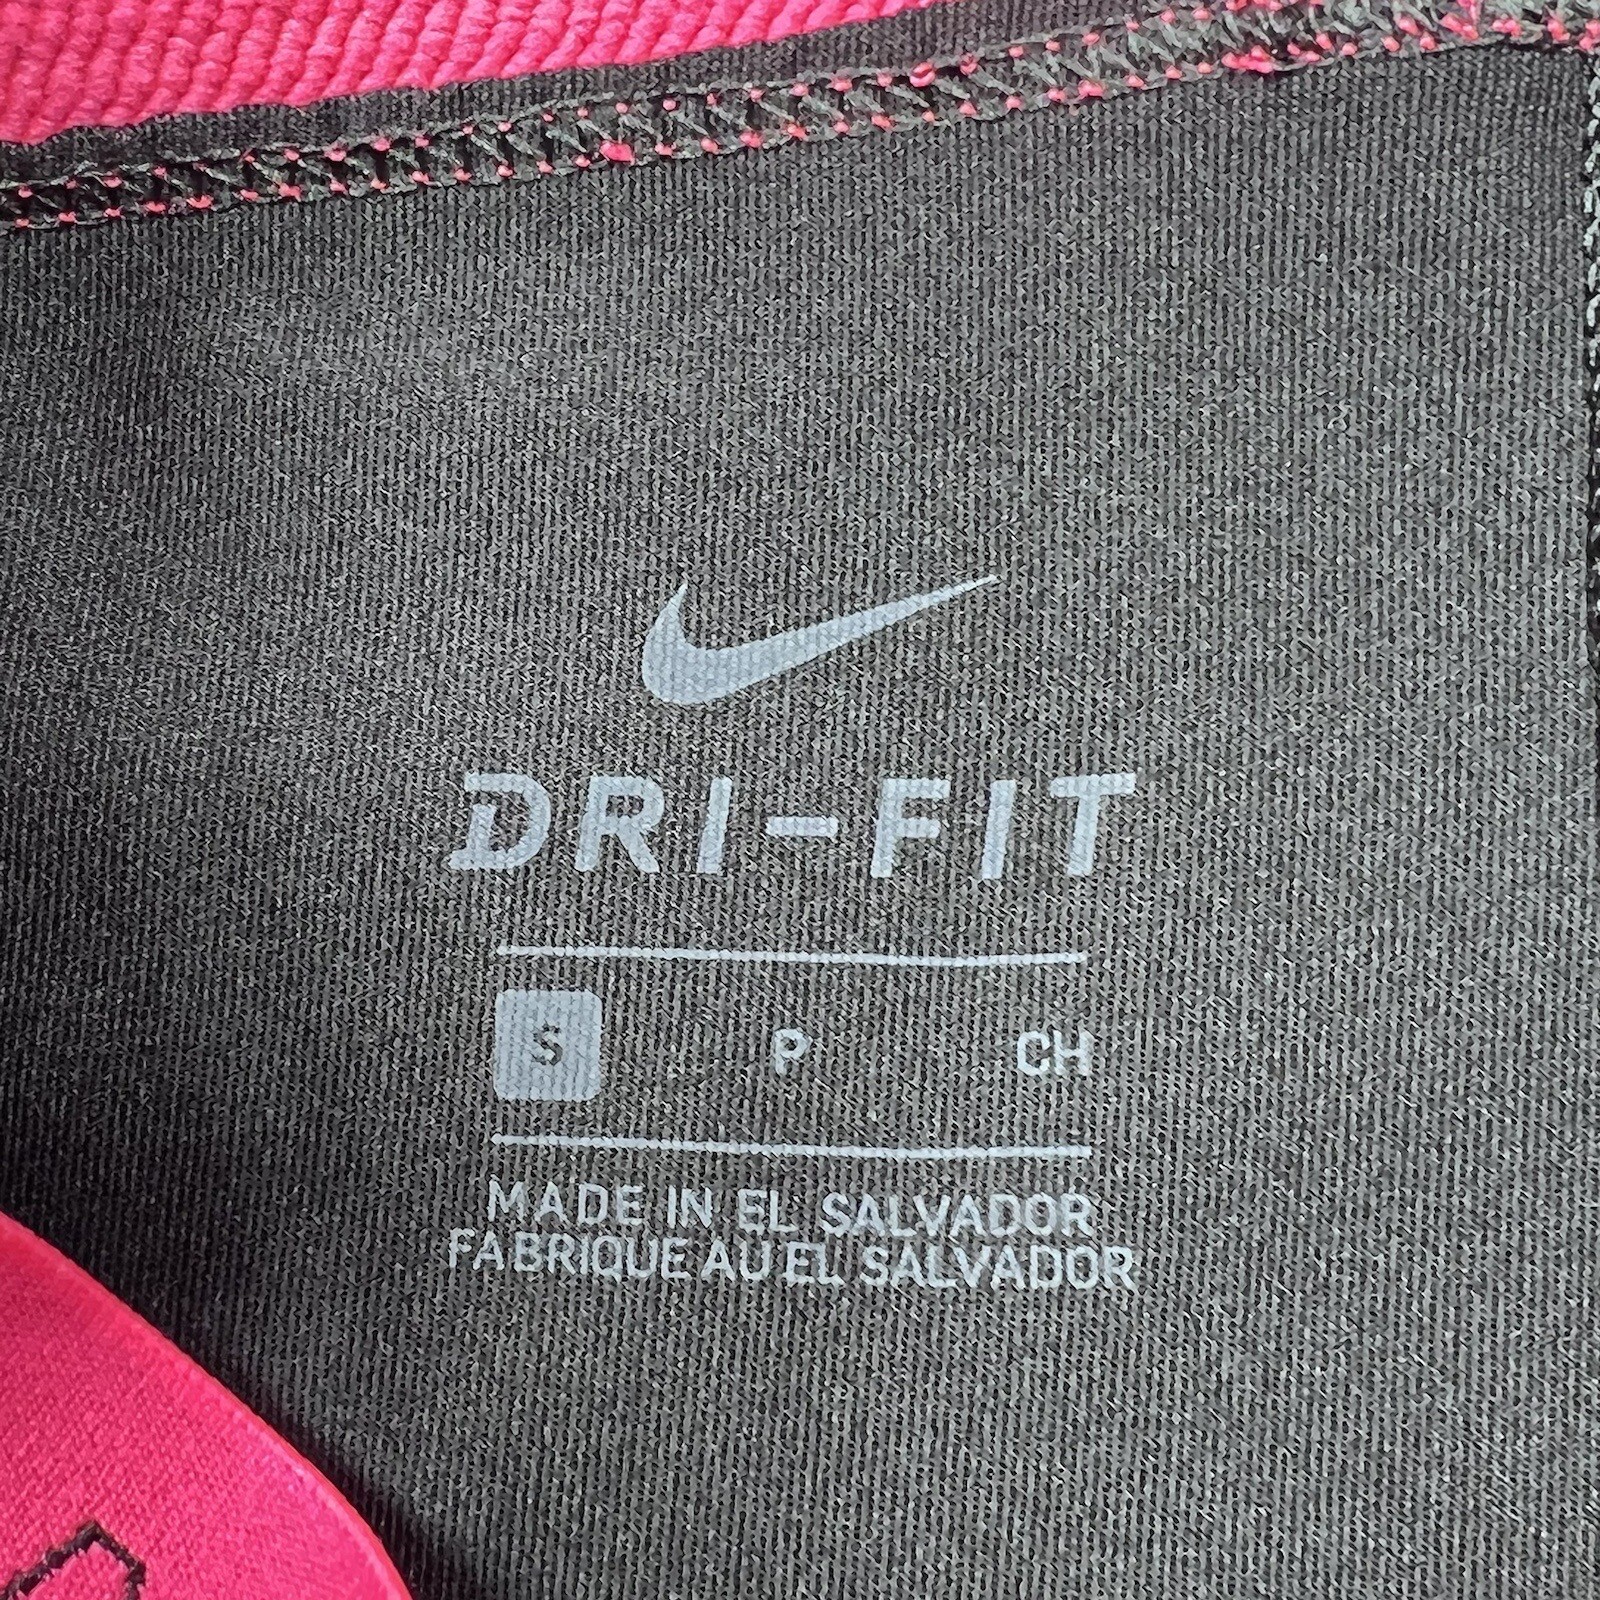 DRI-FIT
S P CH
MADE IN EL SALVADOR
FABRIQUE AU EL SALVADOR